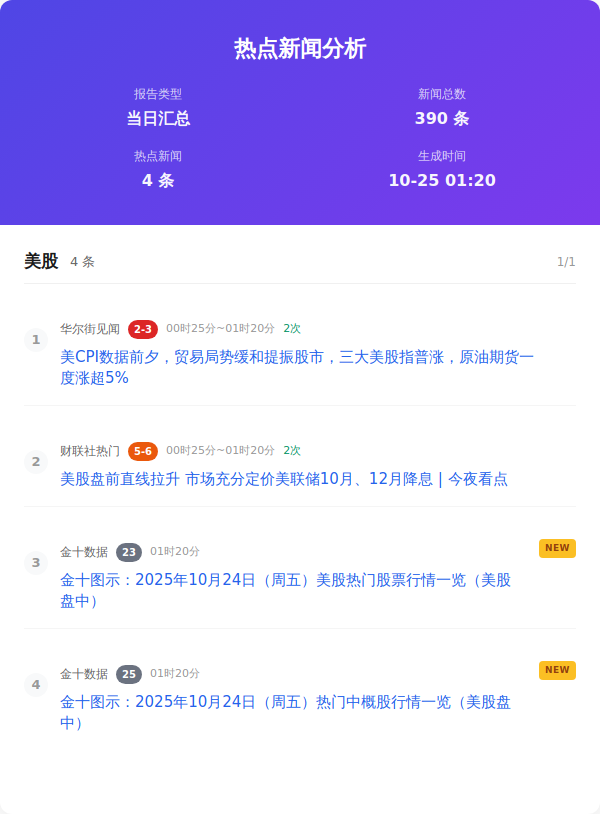 热点新闻分析
报告类型
当日汇总
新闻总数
390 条
热点新闻
4 条
生成时间
10-25 01:20
美股 4 条 1/1
1
华尔街见闻 2-3 00时25分~01时20分 2次
美CPI数据前夕，贸易局势缓和提振股市，三大美股指普涨，原油期货一
度涨超5%
2
财联社热门 5-6 00时25分~01时20分 2次
美股盘前直线拉升 市场充分定价美联储10月、12月降息 | 今夜看点
3
金十数据 23 01时20分 NEW
金十图示：2025年10月24日（周五）美股热门股票行情一览（美股
盘中）
4
金十数据 25 01时20分 NEW
金十图示：2025年10月24日（周五）热门中概股行情一览（美股盘
中）